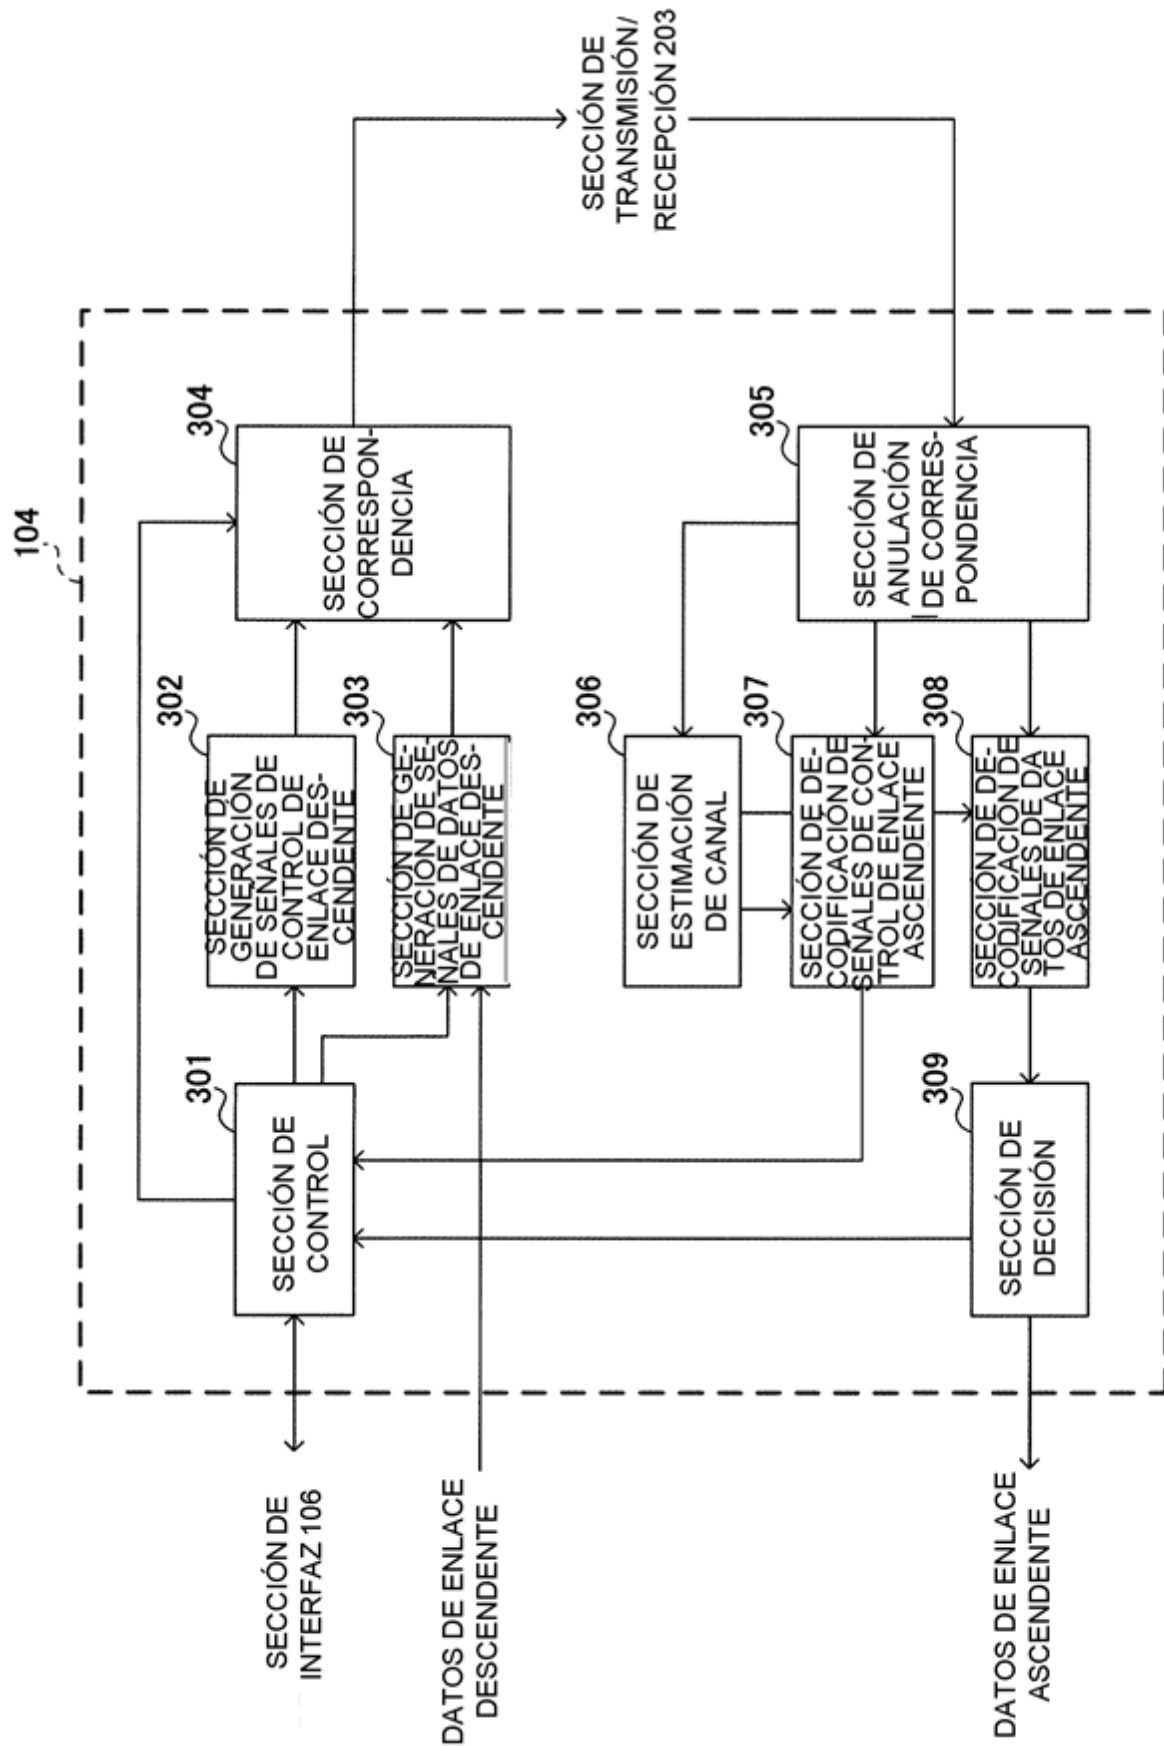 104
SECCIÓN DE
INTERFAZ 106
DATOS DE ENLACE
DESCENDENTE
301
SECCIÓN DE
CONTROL
302
SECCIÓN DE
GENERACIÓN
DE SEÑALES DE
CONTROL DE
ENLACE DES-
CENDENTE
303
SECCIÓN DE GE-
NERACION DE SE-
NALES DE DATOS
DE ENLACE DES-
CENDENTE
304
SECCIÓN DE
CORRESPON-
DENCIA
SECCIÓN DE
TRANSMISIÓN/
RECEPCIÓN 203
305
SECCIÓN DE
ANULACIÓN
DE CORRES-
PONDENCIA
306
SECCIÓN DE
ESTIMACIÓN
DE CANAL
307
SECCIÓN DE DE-
CODIFICACIÓN DE
SEÑALES DE CON-
TROL DE ENLACE
ASCENDENTE
308
SECCIÓN DE DE-
CODIFICACIÓN DE
SEÑALES DE DA
TOS DE ENLACE
ASCENDENTE
309
SECCIÓN DE
DECISIÓN
DATOS DE ENLACE
ASCENDENTE